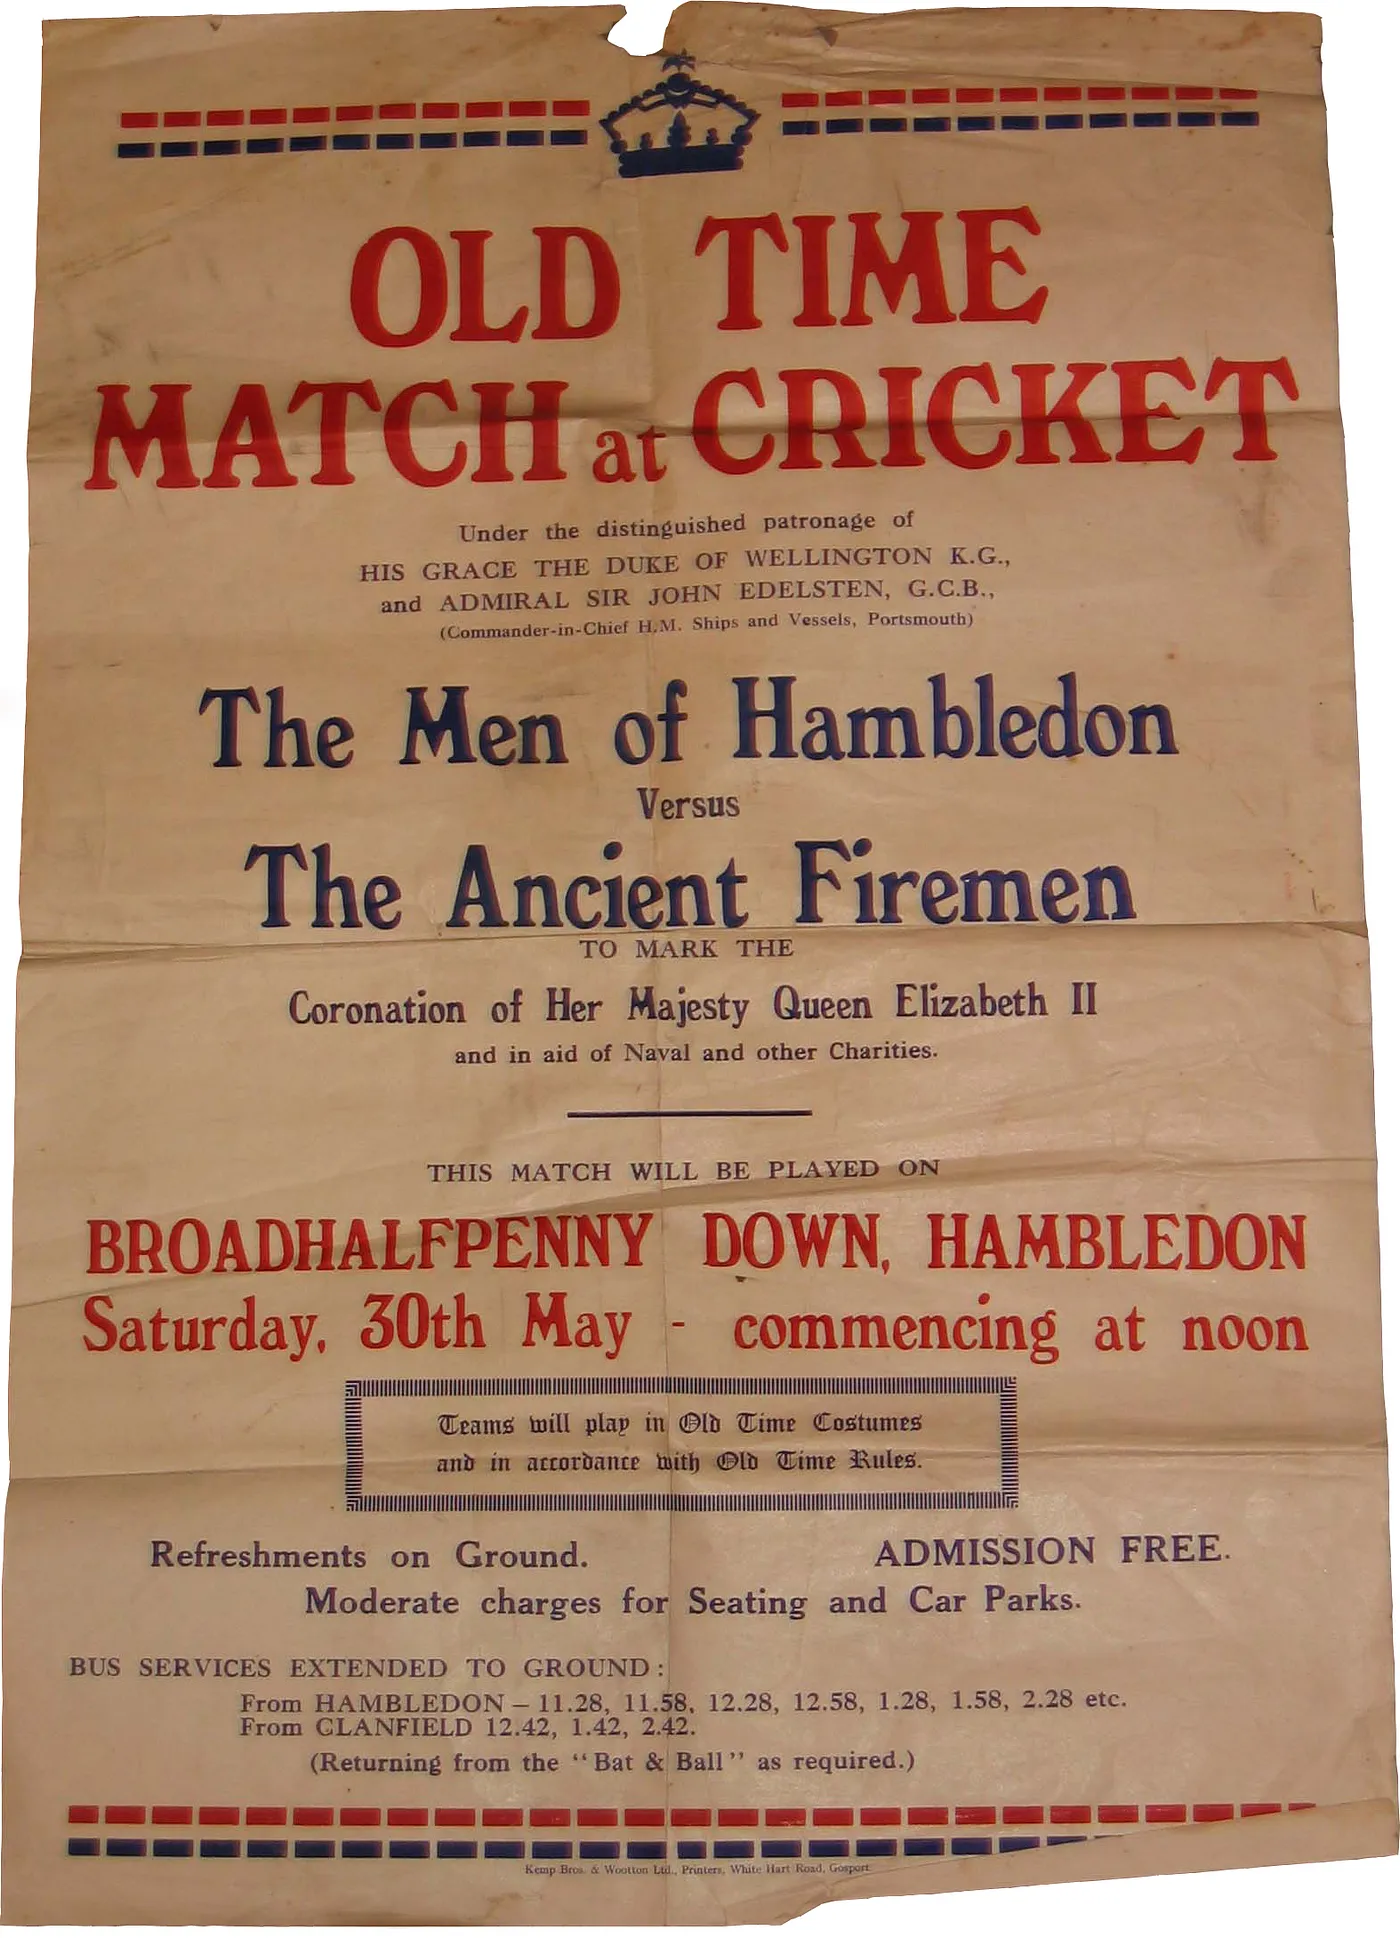 OLD TIME
MATCH at CRICKET
Under the distinguished patronage of
HIS GRACE THE DUKE OF WELLINGTON K.G.,
and ADMIRAL SIR JOHN EDELSTEN, G.C.B.,
(Commander-in-Chief H.M. Ships and Vessels, Portsmouth)
The Men of Hambledon
Versus
The Ancient Firemen
TO MARK THE
Coronation of Her Majesty Queen Elizabeth II
and in aid of Naval and other Charities.
THIS MATCH WILL BE PLAYED ON
BROADHALFPENNY DOWN, HAMBLEDON
Saturday, 30th May - commencing at noon
Teams will play in Old Time Costumes
and in accordance with Old Time Rules.
Refreshments on Ground. ADMISSION FREE.
Moderate charges for Seating and Car Parks.
BUS SERVICES EXTENDED TO GROUND:
From HAMBLEDON – 11.28, 11.58, 12.28, 12.58, 1.28, 1.58, 2.28 etc.
From CLANFIELD 12.42, 1.42, 2.42.
(Returning from the "Bat & Ball" as required.)
Kemp Bros. & Wootton Ltd., Printers, White Hart Road, Gosport